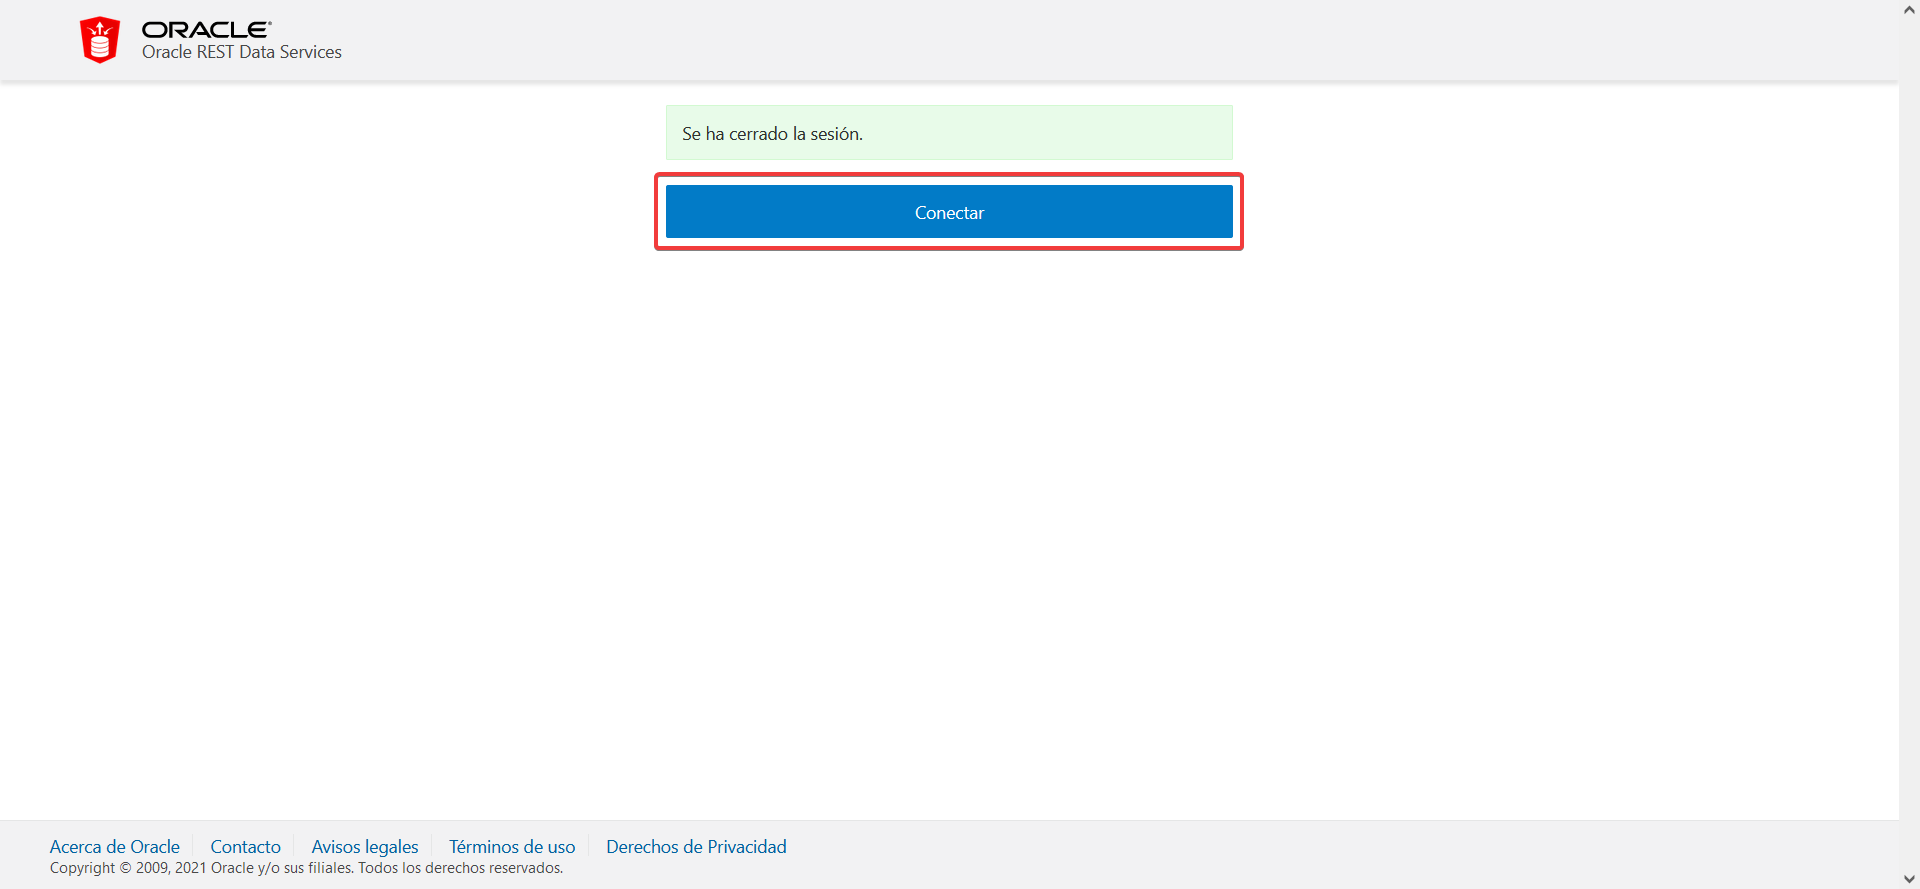 ORACLE®
Oracle REST Data Services
Se ha cerrado la sesión.
Conectar
Acerca de Oracle Contacto Avisos legales Términos de uso Derechos de Privacidad
Copyright © 2009, 2021 Oracle y/o sus filiales. Todos los derechos reservados.